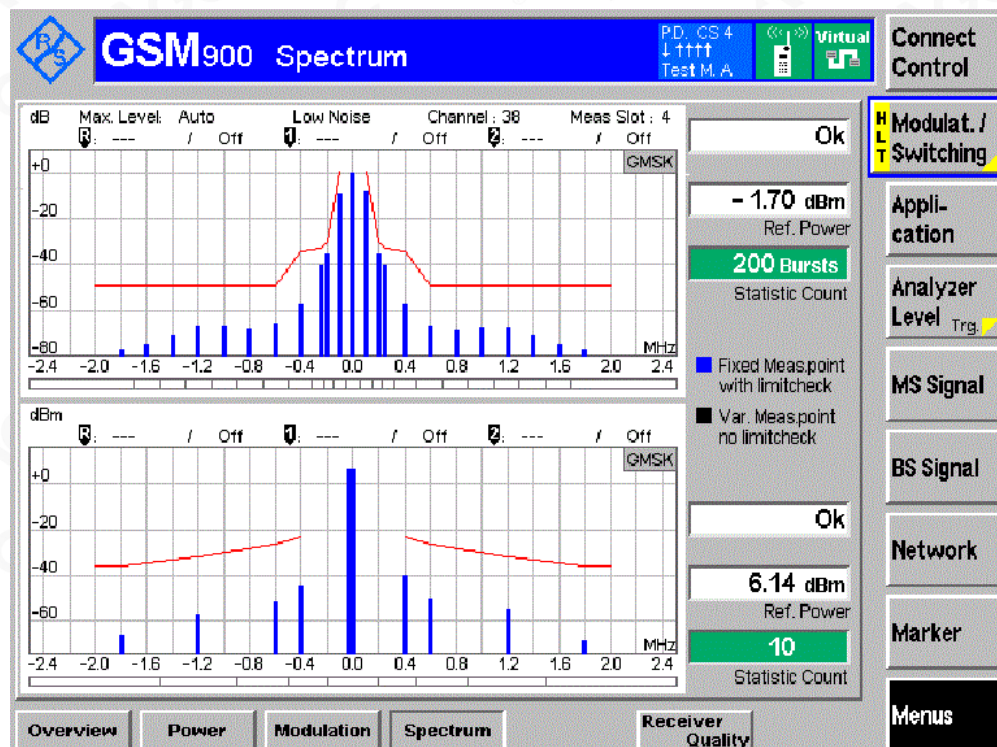 R/S
GSM900 Spectrum
PD. CS 4
↓ ↑↑↑↑
Test M. A.
Virtual
Connect
Control
dB Max. Level: Auto Low Noise Channel : 38 Meas Slot : 4
R: --- / Off 1: --- / Off 2: --- / Off
GMSK
+0
-20
-40
-60
-80
MHz
-2.4 -2.0 -1.6 -1.2 -0.8 -0.4 0.0 0.4 0.8 1.2 1.6 2.0 2.4
Ok
- 1.70 dBm
Ref. Power
200 Bursts
Statistic Count
Fixed Meas.point
with limitcheck
Var. Meas.point
no limitcheck
dBm
R: --- / Off 1: --- / Off 2: --- / Off
GMSK
+0
-20
-40
-60
MHz
-2.4 -2.0 -1.6 -1.2 -0.8 -0.4 0.0 0.4 0.8 1.2 1.6 2.0 2.4
Ok
6.14 dBm
Ref. Power
10
Statistic Count
HLT
Modulat. /
Switching
Appli-
cation
Analyzer
Level Trg.
MS Signal
BS Signal
Network
Marker
Menus
Overview
Power
Modulation
Spectrum
Receiver
Quality